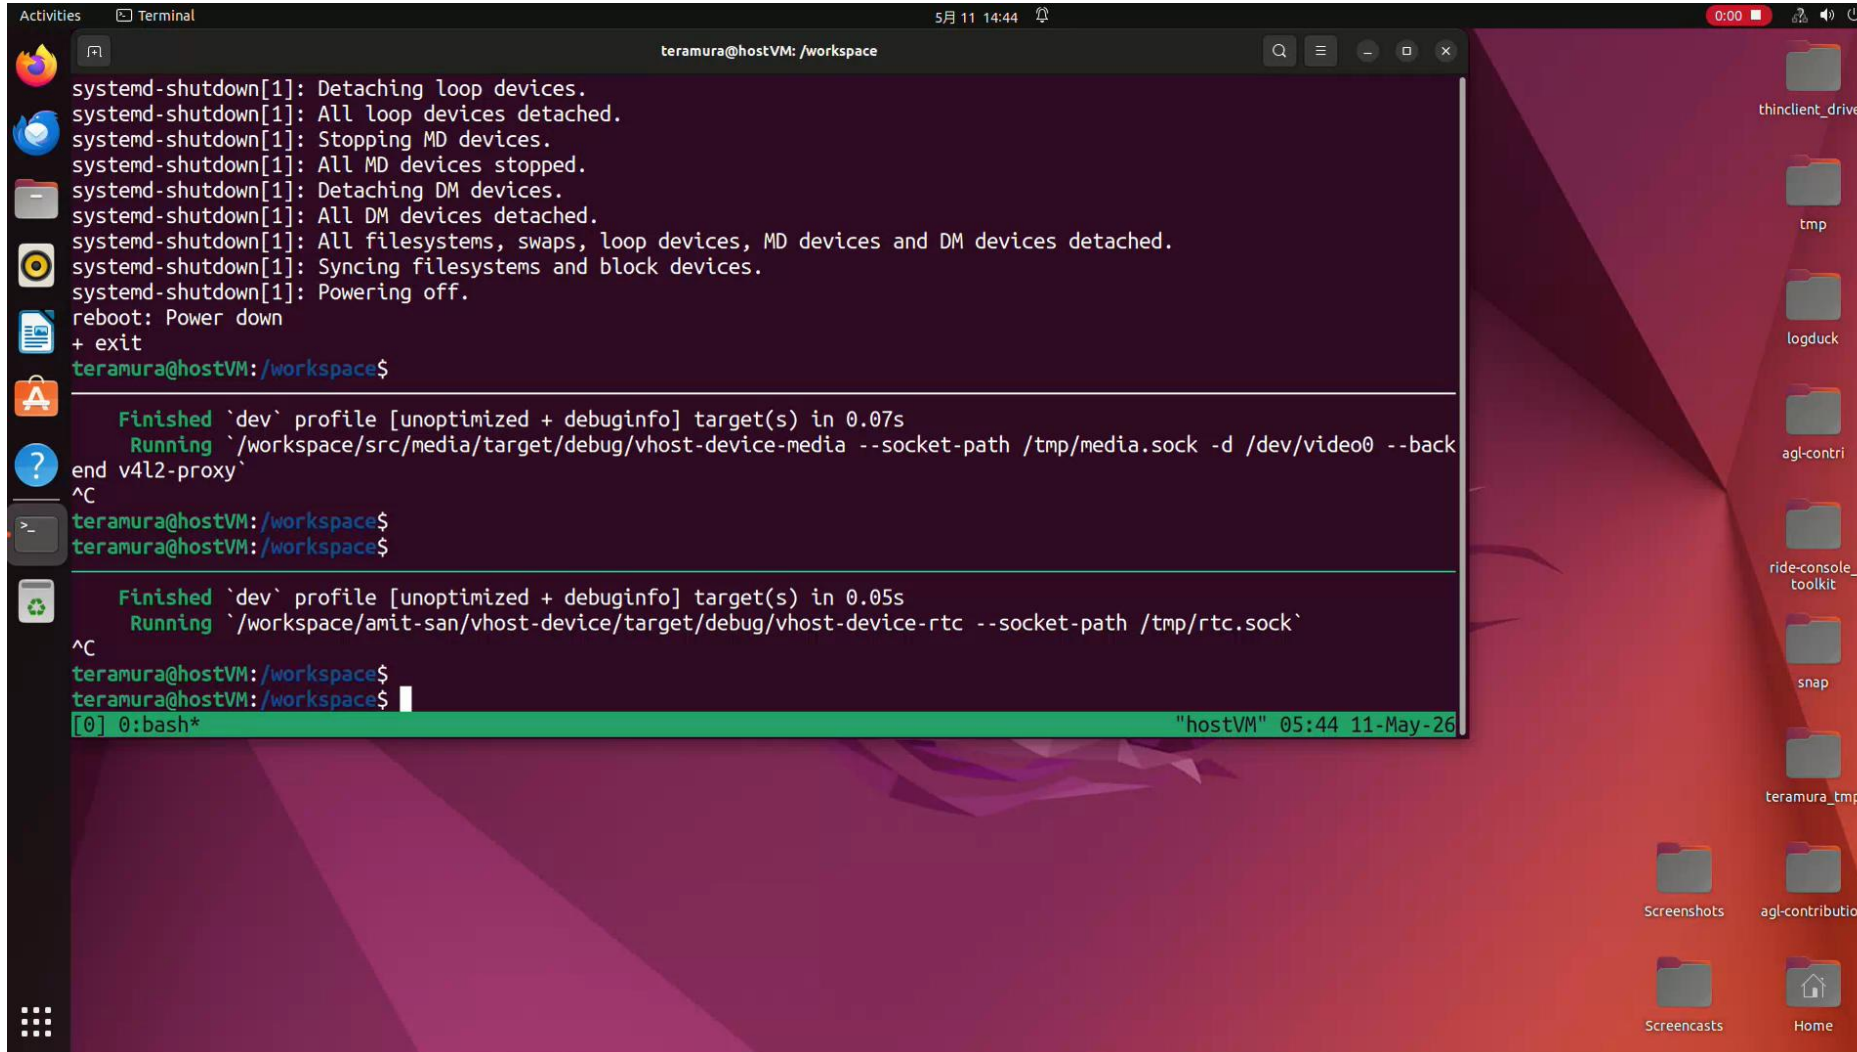 Activities
Terminal
5月 11 14:44
0:00
teramura@hostVM: /workspace
systemd-shutdown[1]: Detaching loop devices.
systemd-shutdown[1]: All loop devices detached.
systemd-shutdown[1]: Stopping MD devices.
systemd-shutdown[1]: All MD devices stopped.
systemd-shutdown[1]: Detaching DM devices.
systemd-shutdown[1]: All DM devices detached.
systemd-shutdown[1]: All filesystems, swaps, loop devices, MD devices and DM devices detached.
systemd-shutdown[1]: Syncing filesystems and block devices.
systemd-shutdown[1]: Powering off.
reboot: Power down
+ exit
teramura@hostVM:/workspace$
Finished `dev` profile [unoptimized + debuginfo] target(s) in 0.07s
Running `/workspace/src/media/target/debug/vhost-device-media --socket-path /tmp/media.sock -d /dev/video0 --back
end v4l2-proxy`
^C
teramura@hostVM:/workspace$
teramura@hostVM:/workspace$
Finished `dev` profile [unoptimized + debuginfo] target(s) in 0.05s
Running `/workspace/amit-san/vhost-device/target/debug/vhost-device-rtc --socket-path /tmp/rtc.sock`
^C
teramura@hostVM:/workspace$
teramura@hostVM:/workspace$
[0] 0:bash* "hostVM" 05:44 11-May-26
thinclient_drive
tmp
logduck
agl-contri
ride-console_
toolkit
snap
teramura_tmp
Screenshots
agl-contributio
Screencasts
Home